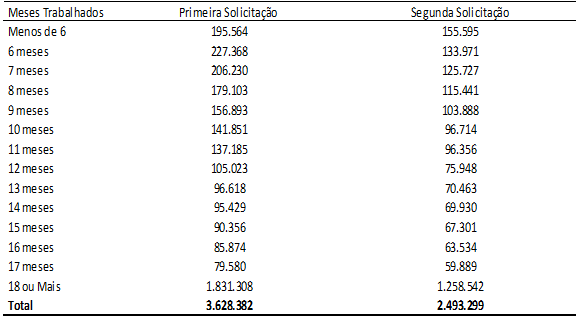 Meses Trabalhados Primeira Solicitação Segunda Solicitação
Menos de 6 195.564 155.595
6 meses 227.368 133.971
7 meses 206.230 125.727
8 meses 179.103 115.441
9 meses 156.893 103.888
10 meses 141.851 96.714
11 meses 137.185 96.356
12 meses 105.023 75.948
13 meses 96.618 70.463
14 meses 95.429 69.930
15 meses 90.356 67.301
16 meses 85.874 63.534
17 meses 79.580 59.889
18 ou Mais 1.831.308 1.258.542
Total 3.628.382 2.493.299